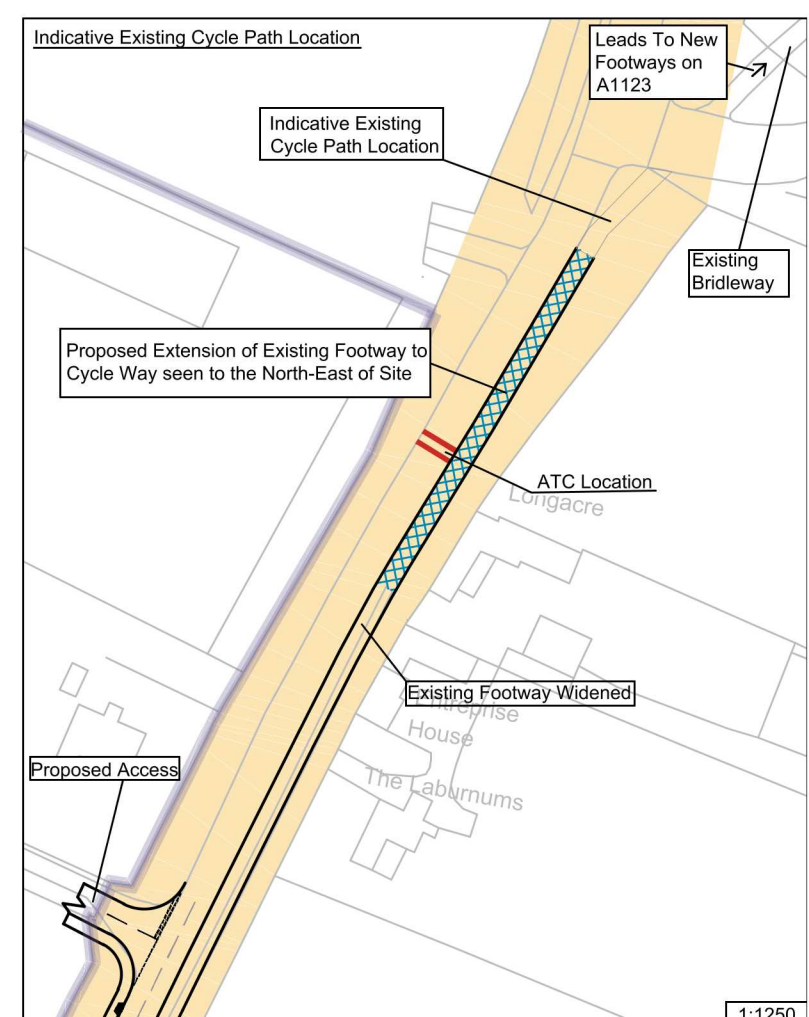 Indicative Existing Cycle Path Location
Leads To New
Footways on
A1123
Indicative Existing
Cycle Path Location
Existing
Bridleway
Proposed Extension of Existing Footway to
Cycle Way seen to the North-East of Site
ATC Location
Longacre
Existing Footway Widened
Entreprise
House
Proposed Access
The Laburnums
1:1250